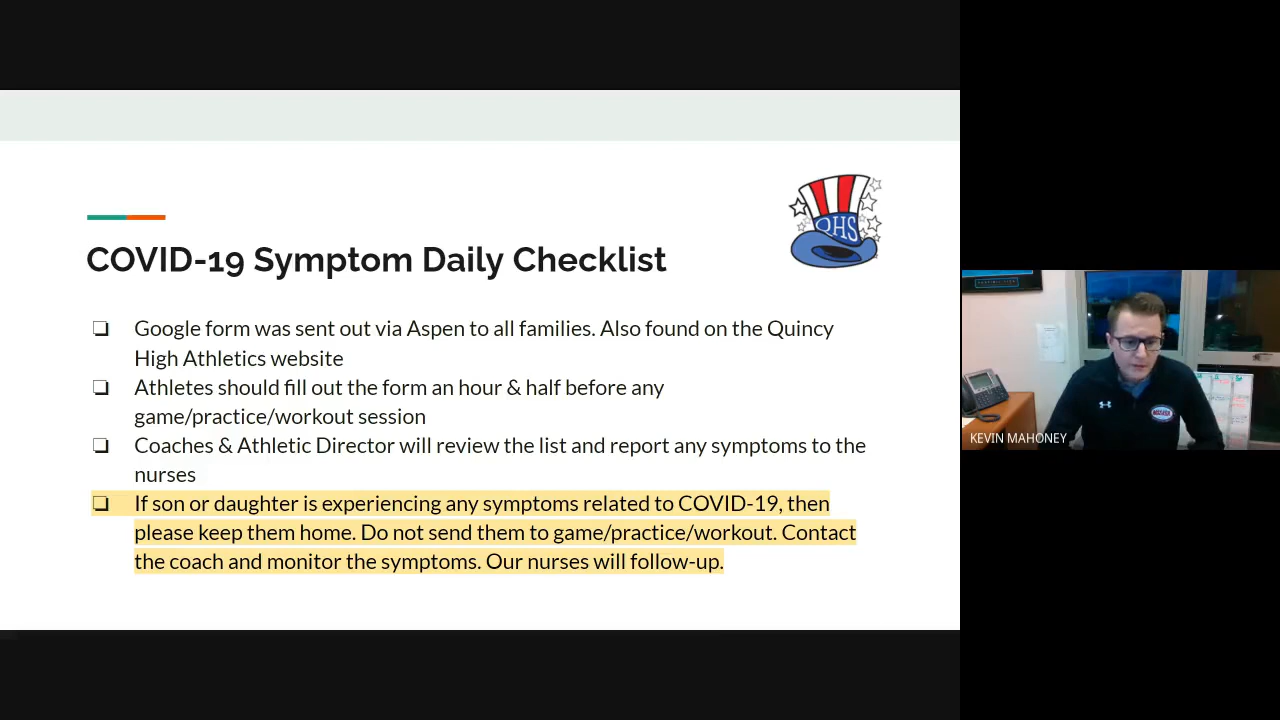 QHS
COVID-19 Symptom Daily Checklist
Google form was sent out via Aspen to all families. Also found on the Quincy
High Athletics website
Athletes should fill out the form an hour & half before any
game/practice/workout session
Coaches & Athletic Director will review the list and report any symptoms to the
nurses
If son or daughter is experiencing any symptoms related to COVID-19, then
please keep them home. Do not send them to game/practice/workout. Contact
the coach and monitor the symptoms. Our nurses will follow-up.
KEVIN MAHONEY